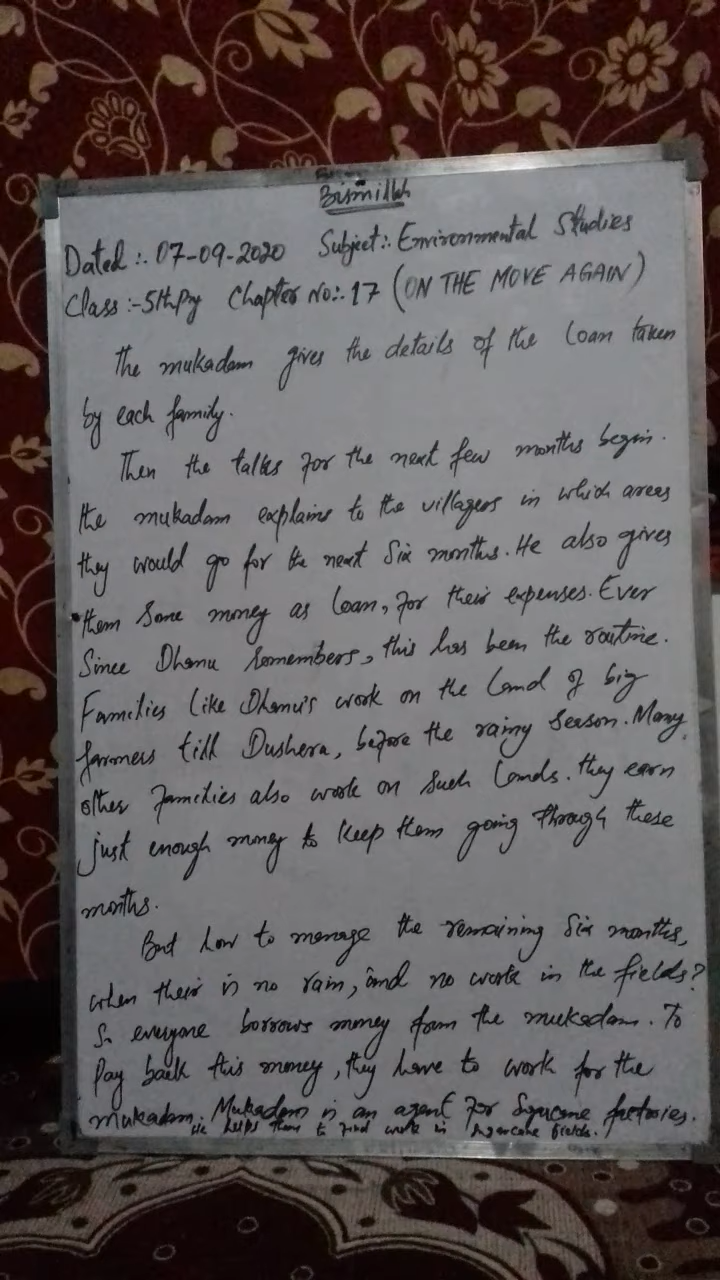 Bismillah
Dated :. 07-09-2020 Subject:. Environmental Studies
Class :- 5th Py Chapter No:. 17 (ON THE MOVE AGAIN)
The mukadam gives the details of the loan taken
by each family.
Then the talks for the next few months begin.
the mukadam explains to the villagers in which areas
they would go for the next Six months. He also gives
them Some money as loan, for their expenses. Ever
Since Dhanu remembers, this has been the routine.
Families like Dhanu's work on the land of big
farmers till Dushera, before the rainy season. Many
other families also work on Such lands. they earn
just enough money to keep them going through these
months.
But how to manage the remaining Six months,
when their is no rain, and no work in the fields?
So everyone borrows money from the mukadam. To
Pay back this money, they have to work for the
mukadam. Mukadam is an agent for Sugarcane factories.
He helps them to find work in Sugarcane fields.